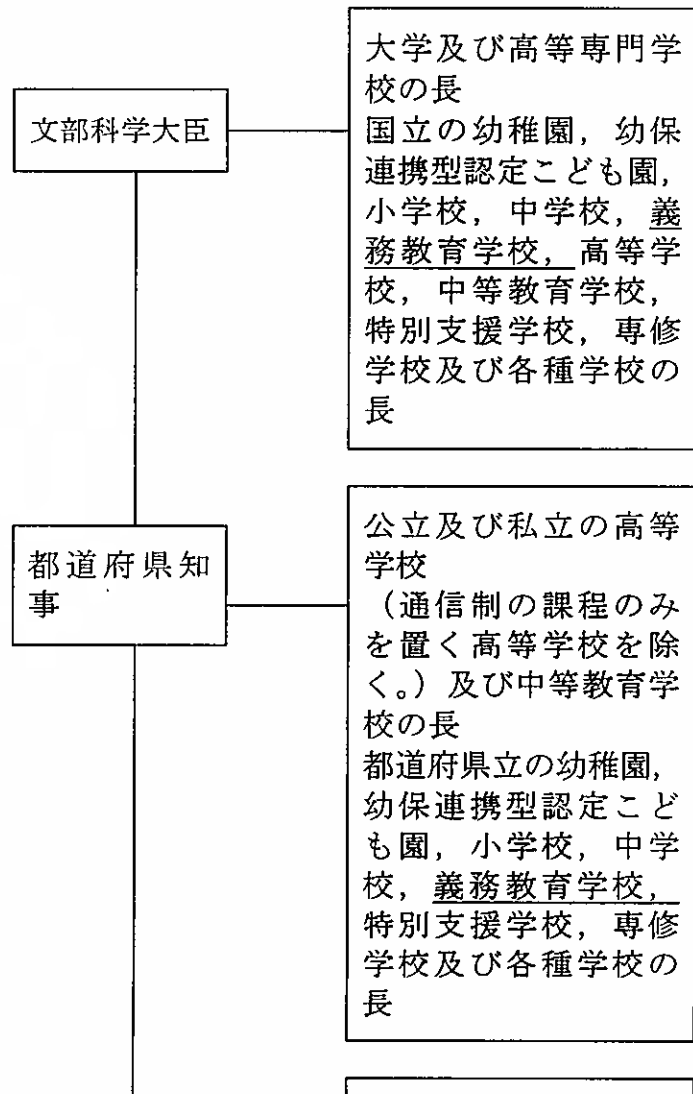 文部科学大臣
大学及び高等専門学
校の長
国立の幼稚園，幼保
連携型認定こども園，
小学校，中学校，義
務教育学校，高等学
校，中等教育学校，
特別支援学校，専修
学校及び各種学校の
長
都道府県知
事
公立及び私立の高等
学校
（通信制の課程のみ
を置く高等学校を除
く。）及び中等教育学
校の長
都道府県立の幼稚園，
幼保連携型認定こど
も園，小学校，中学
校，義務教育学校，
特別支援学校，専修
学校及び各種学校の
長